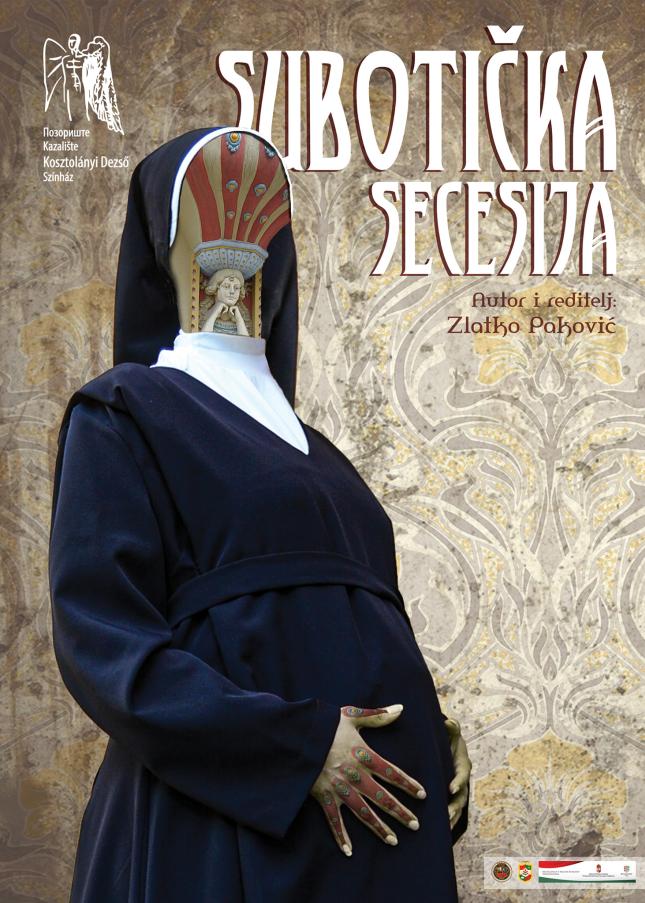 Позориште
Kazalište
Kosztolányi Dezső
Színház
SUBOTIČKA
SECESIJA
Autor i reditelj:
Zlatko Paković